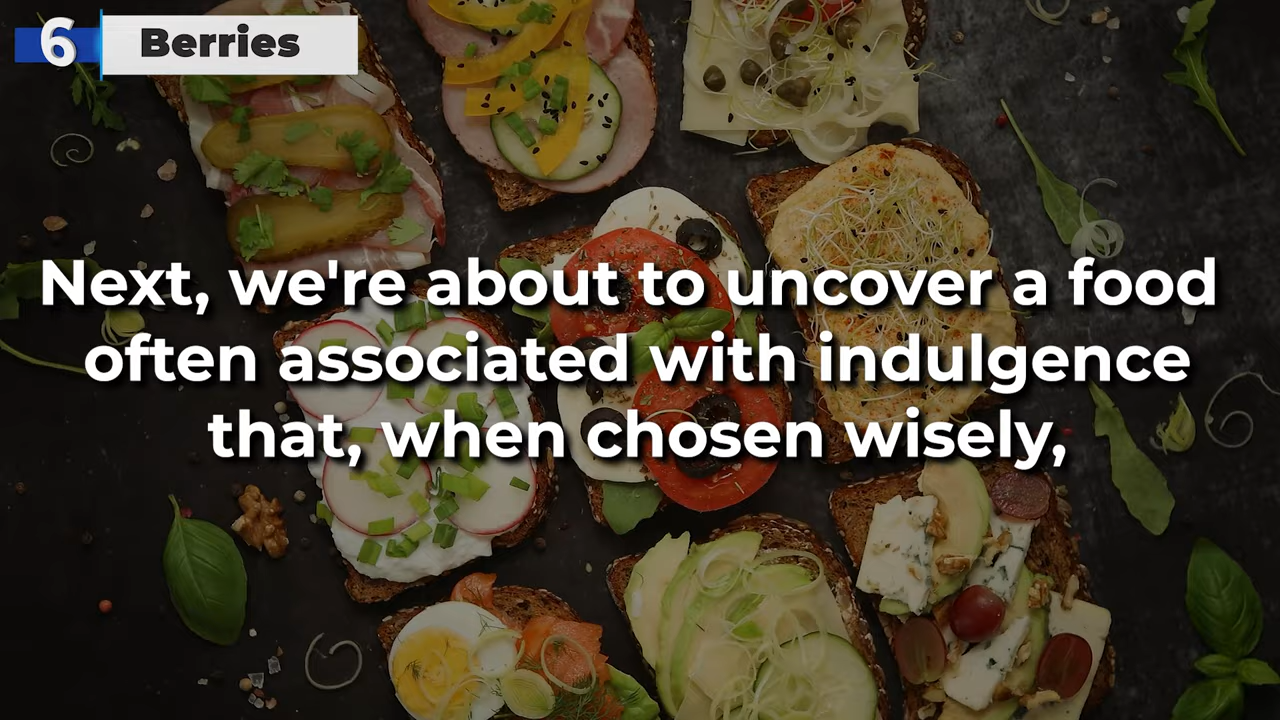 6 Berries
Next, we're about to uncover a food
often associated with indulgence
that, when chosen wisely,